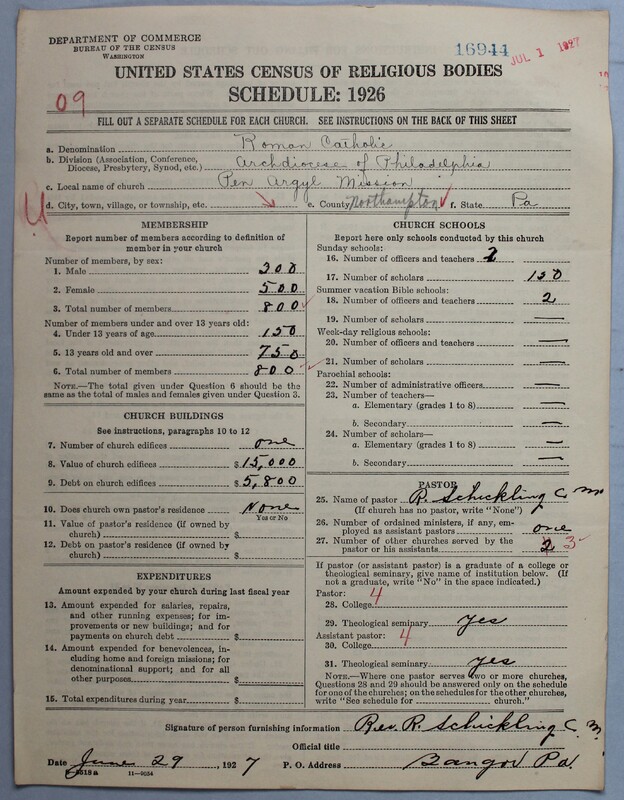 DEPARTMENT OF COMMERCE
BUREAU OF THE CENSUS
WASHINGTON
16944
JUL 1 1927
UNITED STATES CENSUS OF RELIGIOUS BODIES
SCHEDULE: 1926
09
FILL OUT A SEPARATE SCHEDULE FOR EACH CHURCH. SEE INSTRUCTIONS ON THE BACK OF THIS SHEET
a. Denomination Roman Catholic
b. Division (Association, Conference, Diocese, Presbytery, Synod, etc.) Archdiocese of Philadelphia
c. Local name of church Pen Argyl Mission
d. City, town, village, or township, etc. e. County Northampton f. State Pa
MEMBERSHIP
Report number of members according to definition of
member in your church
Number of members, by sex:
1. Male 300
2. Female 500
3. Total number of members 800
Number of members under and over 13 years old:
4. Under 13 years of age 150
5. 13 years old and over 750
6. Total number of members 800
NOTE.—The total given under Question 6 should be
the same as the total of males and females given under Question 3.
CHURCH BUILDINGS
See instructions, paragraphs 10 to 12
7. Number of church edifices one
8. Value of church edifices $ 15,000
9. Debt on church edifices $ 5,800
10. Does church own pastor's residence None
Yes or No
11. Value of pastor's residence (if owned by
church) $
12. Debt on pastor's residence (if owned by
church) $
EXPENDITURES
Amount expended by your church during last fiscal year
13. Amount expended for salaries, repairs,
and other running expenses; for im-
provements or new buildings; and for
payments on church debt $
14. Amount expended for benevolences, in-
cluding home and foreign missions; for
denominational support; and for all
other purposes $
15. Total expenditures during year $
CHURCH SCHOOLS
Report here only schools conducted by this church
Sunday schools:
16. Number of officers and teachers 2
17. Number of scholars 150
Summer vacation Bible schools:
18. Number of officers and teachers 2
19. Number of scholars —
Week-day religious schools:
20. Number of officers and teachers —
21. Number of scholars —
Parochial schools:
22. Number of administrative officers —
23. Number of teachers—
a. Elementary (grades 1 to 8) —
b. Secondary —
24. Number of scholars—
a. Elementary (grades 1 to 8) —
b. Secondary —
PASTOR
25. Name of pastor R. Schickling C. M.
(If church has no pastor, write "None")
26. Number of ordained ministers, if any, em-
ployed as assistant pastors one
27. Number of other churches served by the
pastor or his assistants 2 3
If pastor (or assistant pastor) is a graduate of a college or
theological seminary, give name of institution below. (If
not a graduate, write "No" in the space indicated.)
Pastor:
28. College 4
29. Theological seminary Yes
Assistant pastor:
30. College 4
31. Theological seminary yes
NOTE.—Where one pastor serves two or more churches,
Questions 28 and 29 should be answered only on the schedule
for one of the churches; on the schedules for the other churches,
write "See schedule for church."
Signature of person furnishing information Rev. R. Schickling C. M.
Official title
Date June 29, 1927 P. O. Address Bangor Pa.
11-9034